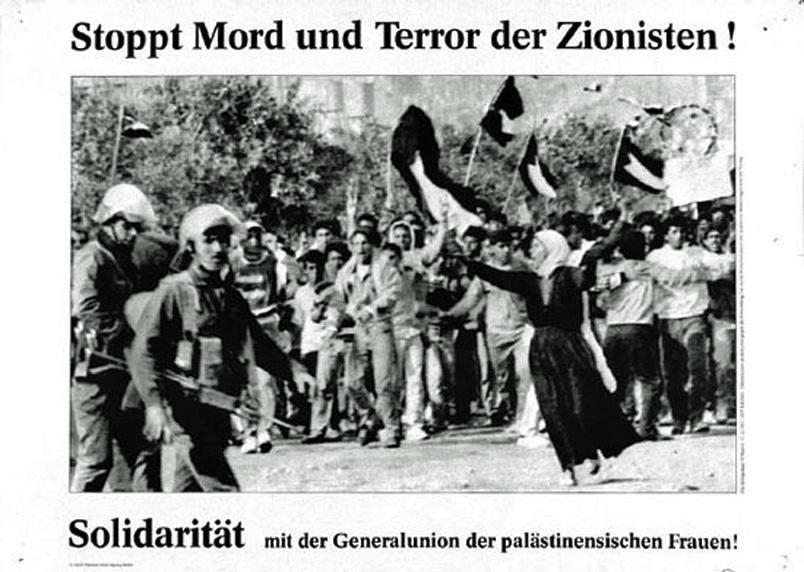 Stoppt Mord und Terror der Zionisten !
Solidarität mit der Generalunion der palästinensischen Frauen!